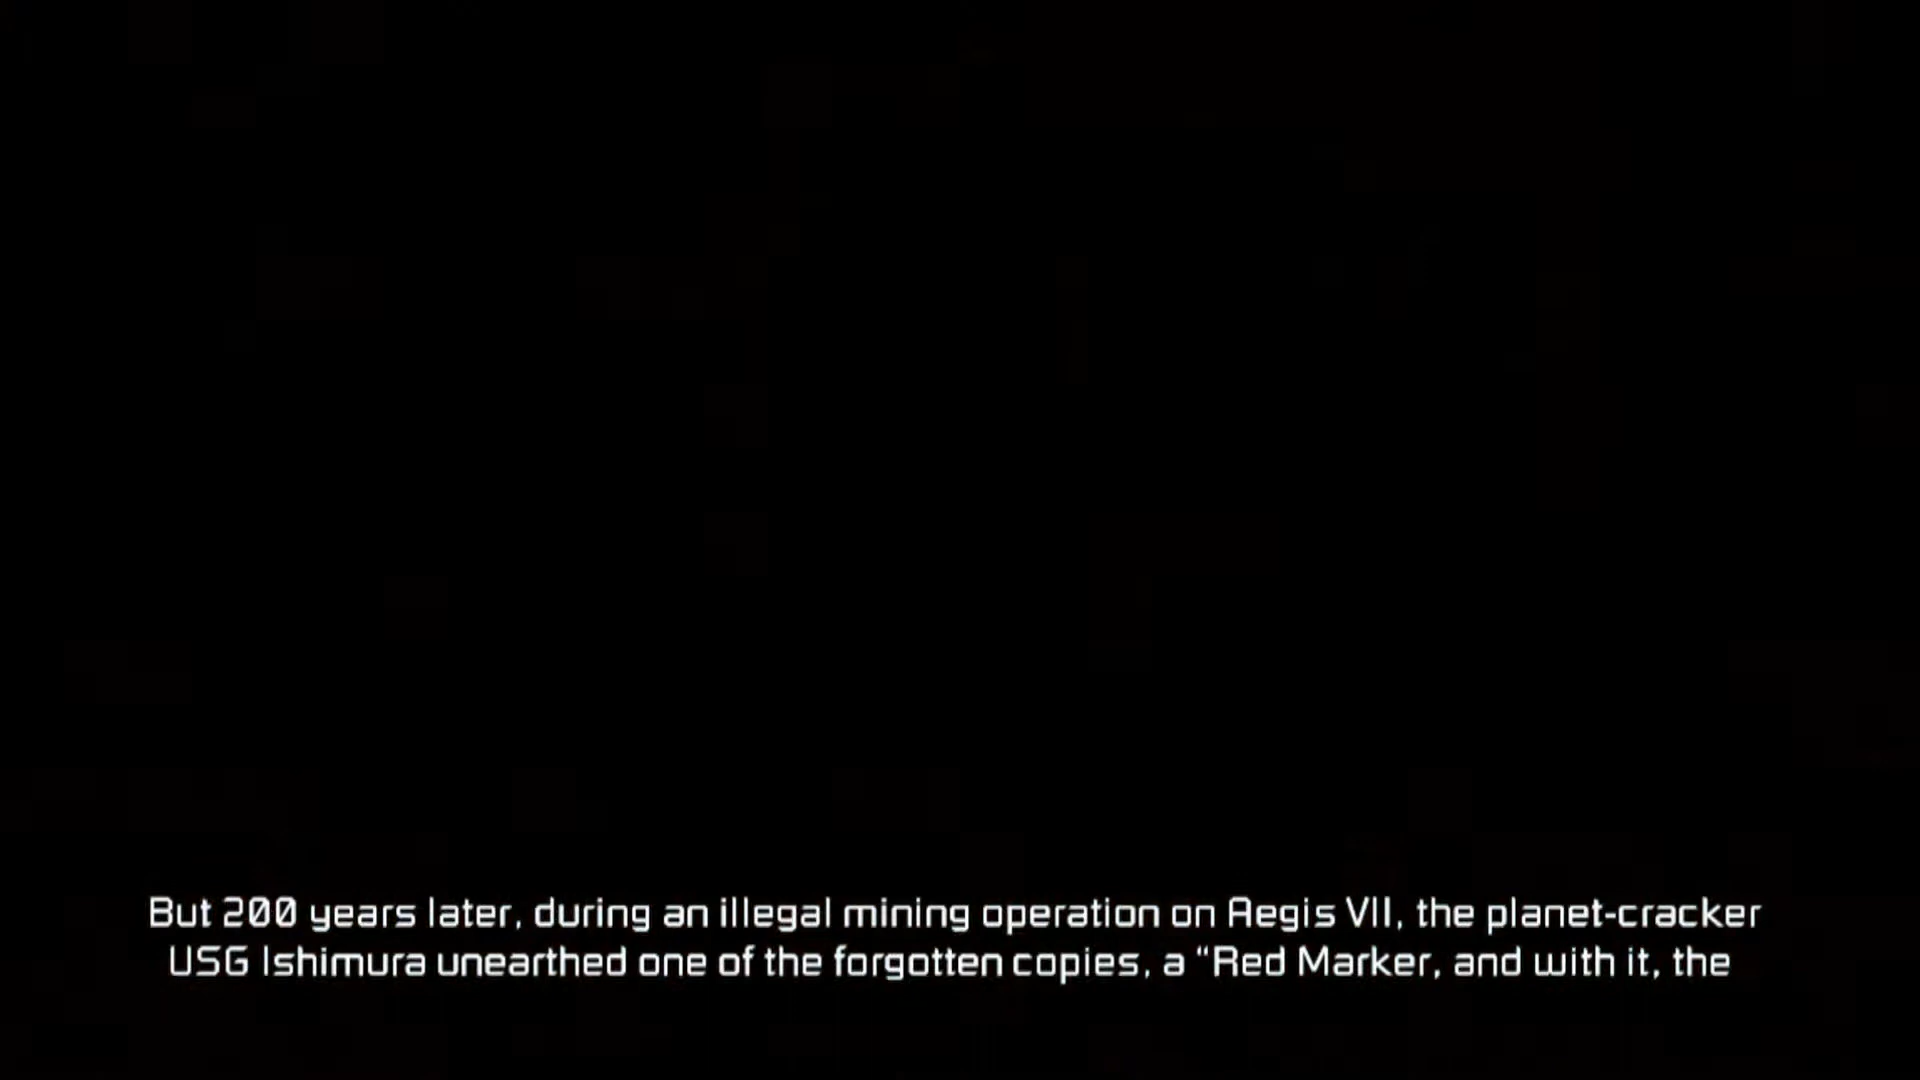 But 200 years later, during an illegal mining operation on Aegis VII, the planet-cracker
USG Ishimura unearthed one of the forgotten copies, a “Red Marker, and with it, the